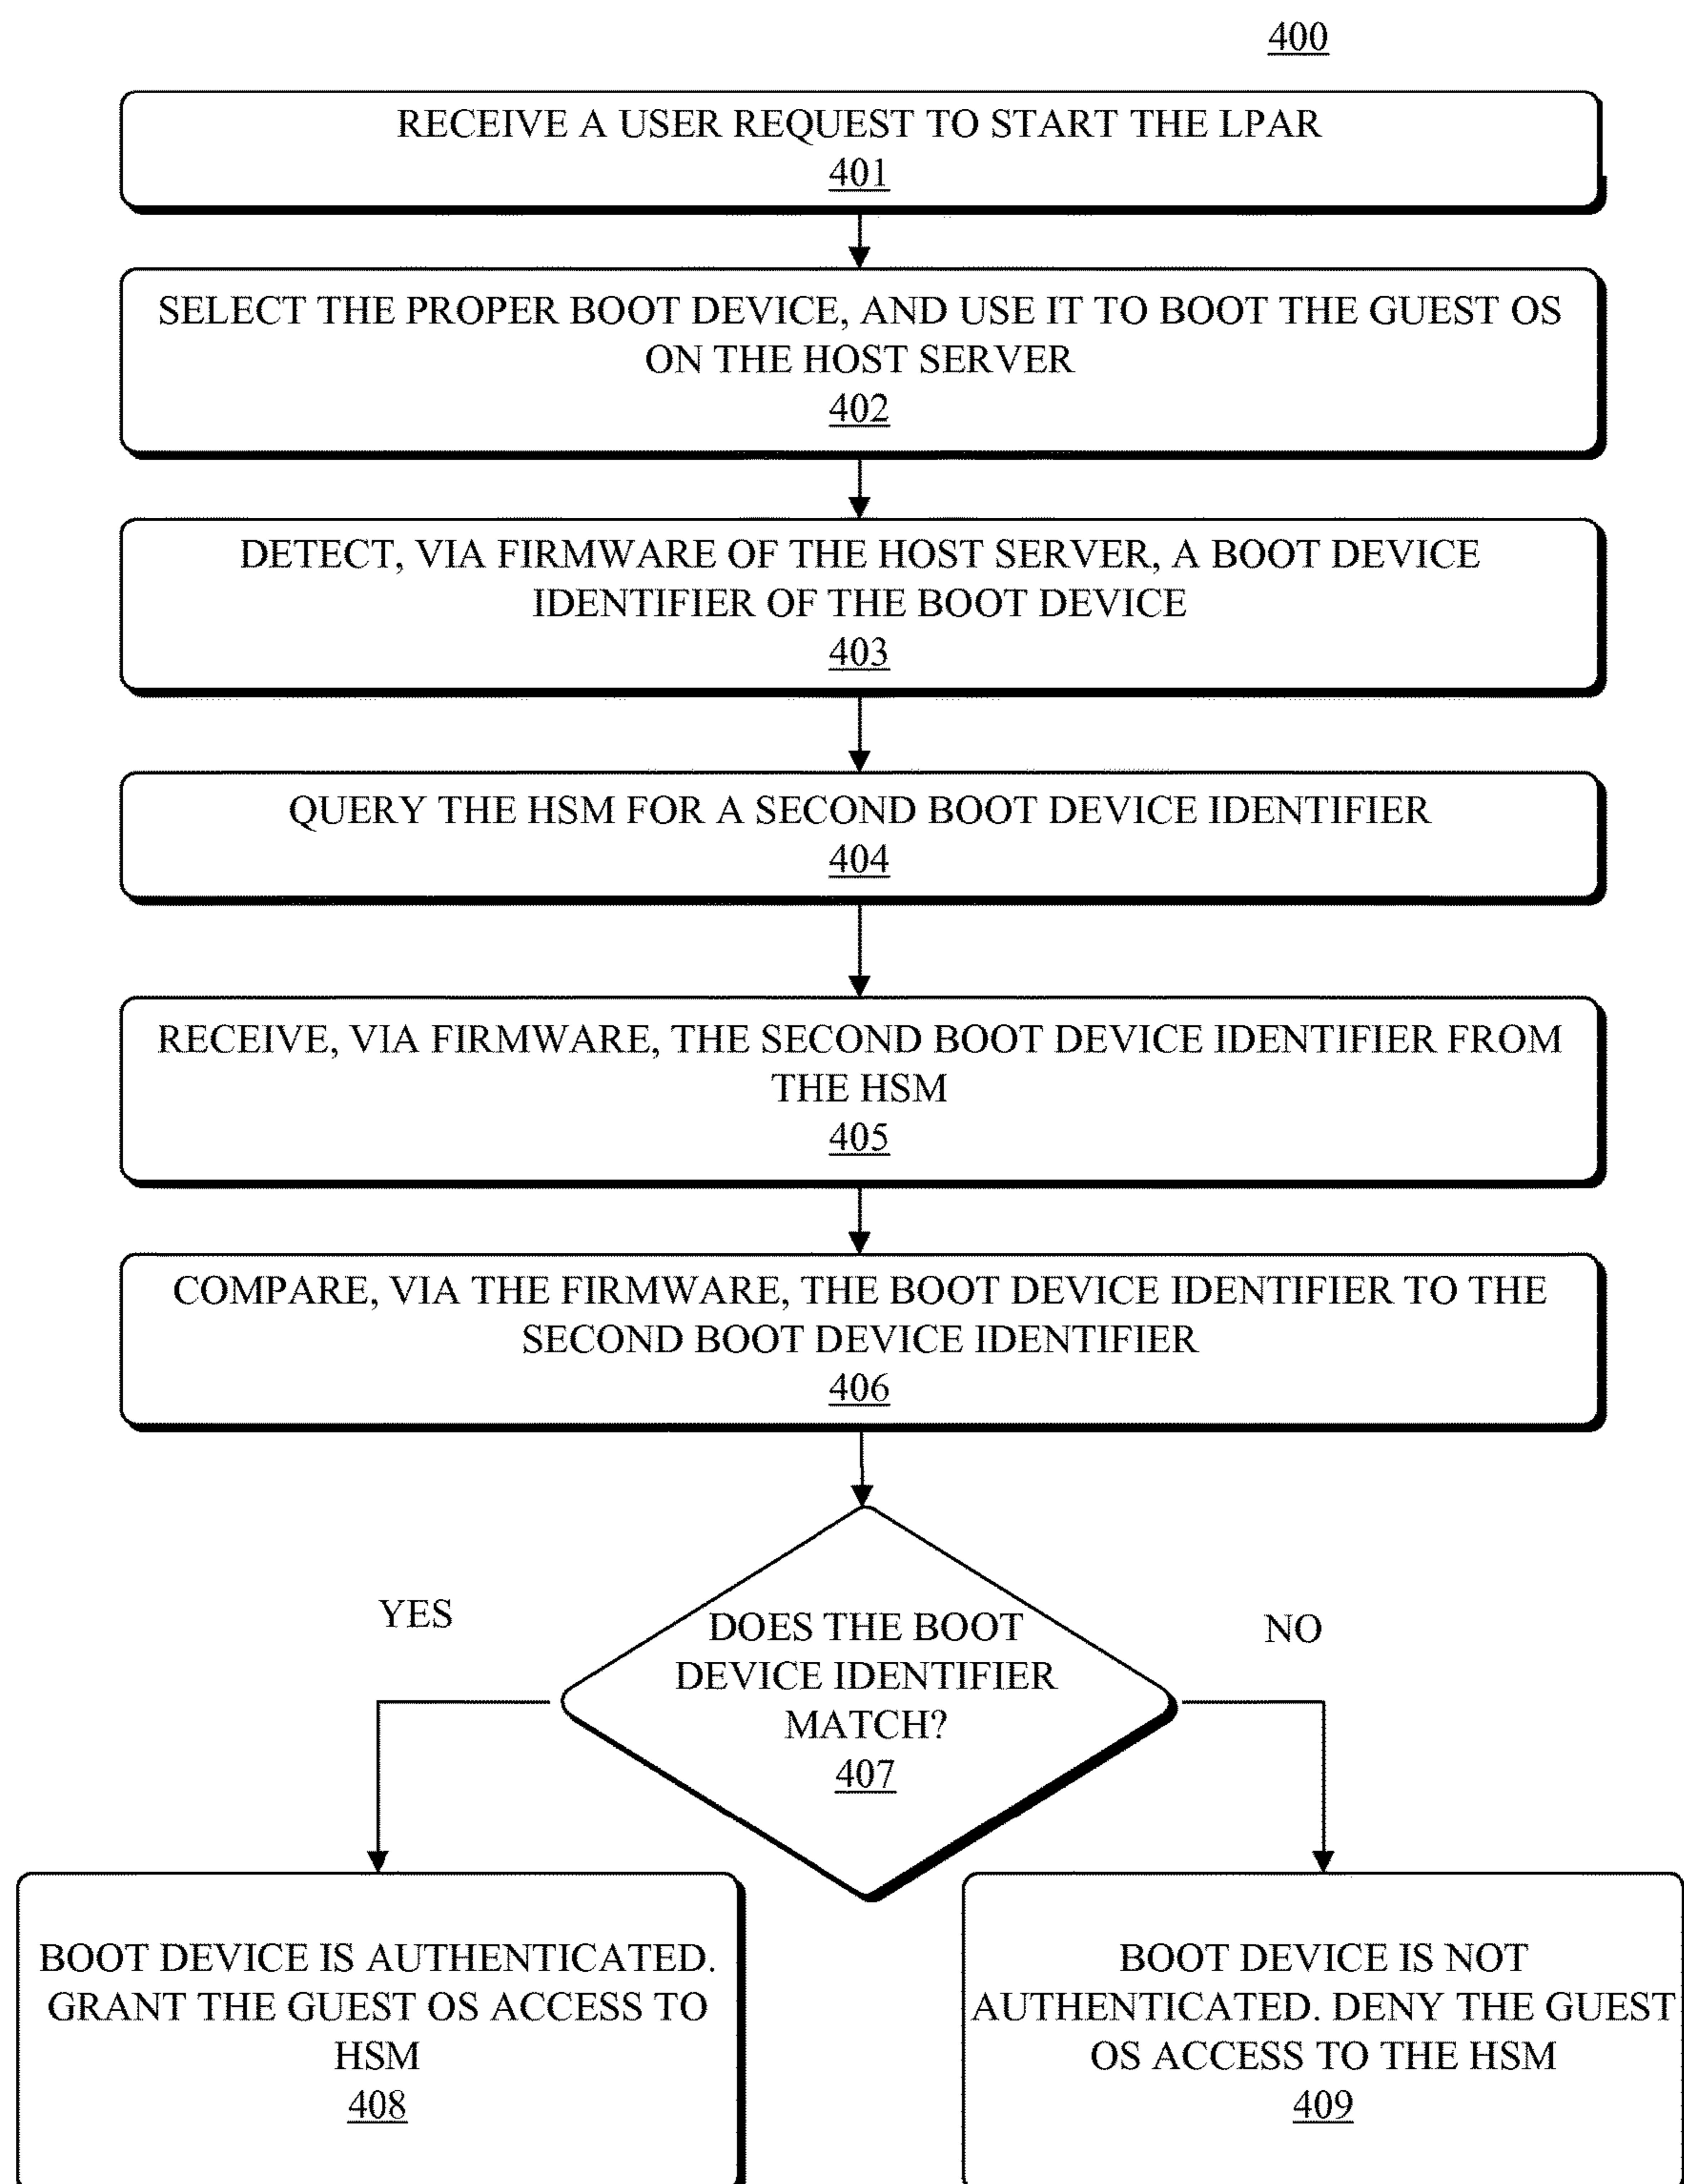 400
RECEIVE A USER REQUEST TO START THE LPAR
401
SELECT THE PROPER BOOT DEVICE, AND USE IT TO BOOT THE GUEST OS
ON THE HOST SERVER
402
DETECT, VIA FIRMWARE OF THE HOST SERVER, A BOOT DEVICE
IDENTIFIER OF THE BOOT DEVICE
403
QUERY THE HSM FOR A SECOND BOOT DEVICE IDENTIFIER
404
RECEIVE, VIA FIRMWARE, THE SECOND BOOT DEVICE IDENTIFIER FROM
THE HSM
405
COMPARE, VIA THE FIRMWARE, THE BOOT DEVICE IDENTIFIER TO THE
SECOND BOOT DEVICE IDENTIFIER
406
YES
NO
DOES THE BOOT
DEVICE IDENTIFIER
MATCH?
407
BOOT DEVICE IS AUTHENTICATED.
GRANT THE GUEST OS ACCESS TO
HSM
408
BOOT DEVICE IS NOT
AUTHENTICATED. DENY THE GUEST
OS ACCESS TO THE HSM
409